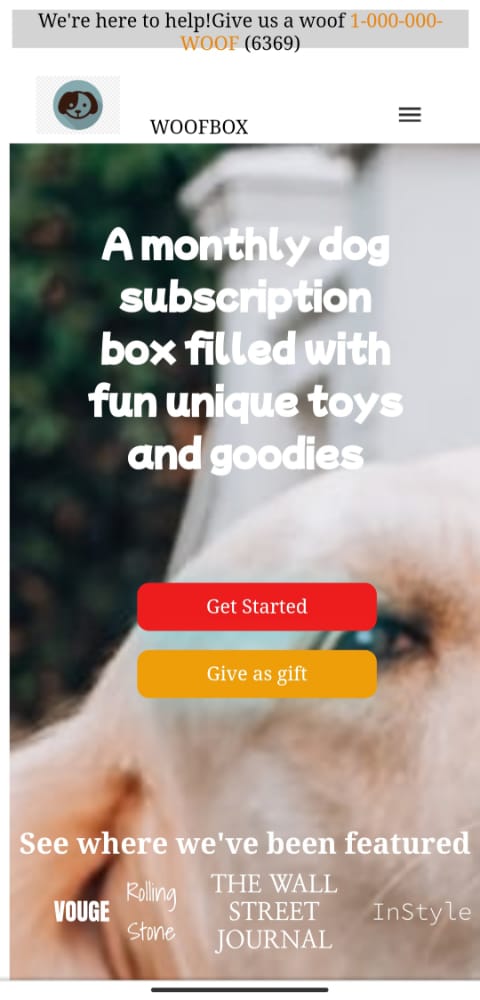 We're here to help!Give us a woof 1-000-000-
WOOF (6369)
WOOFBOX
A monthly dog
subscription
box filled with
fun unique toys
and goodies
Get Started
Give as gift
See where we've been featured
VOUGE
Rolling
Stone
THE WALL
STREET
JOURNAL
InStyle